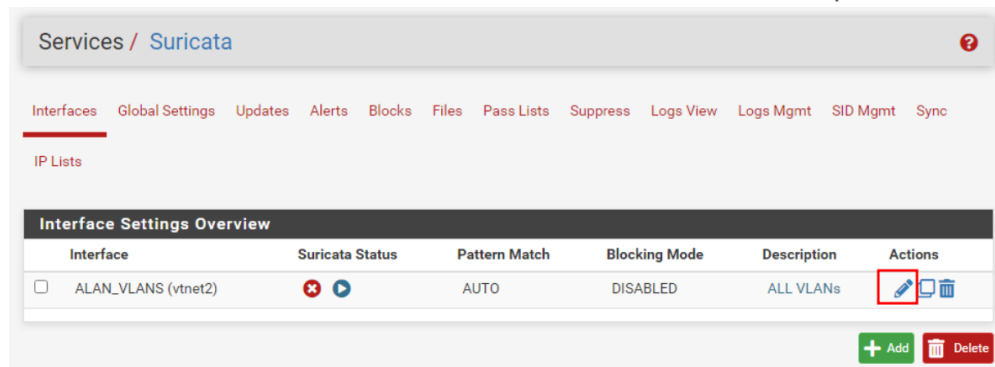 Services / Suricata
Interfaces Global Settings Updates Alerts Blocks Files Pass Lists Suppress Logs View Logs Mgmt SID Mgmt Sync
IP Lists
Interface Settings Overview
Interface Suricata Status Pattern Match Blocking Mode Description Actions
ALAN_VLANS (vtnet2) AUTO DISABLED ALL VLANs
Add Delete